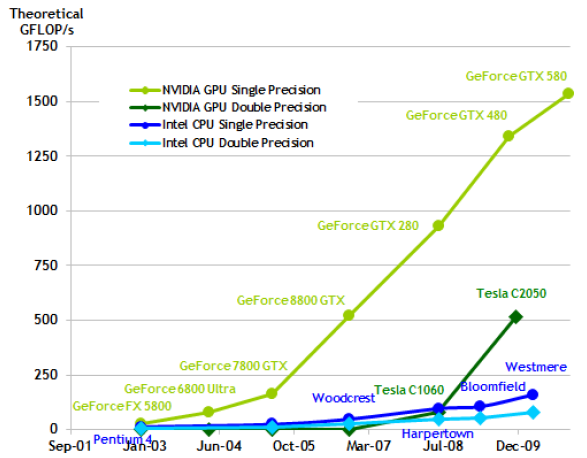 Theoretical
GFLOP/s
1750
1500
1250
1000
750
500
250
0
NVIDIA GPU Single Precision
NVIDIA GPU Double Precision
Intel CPU Single Precision
Intel CPU Double Precision
GeForce GTX 580
GeForce GTX 480
GeForce GTX 280
Tesla C2050
GeForce 8800 GTX
GeForce 7800 GTX
Westmere
GeForce 6800 Ultra
Tesla C1060
Bloomfield
GeForce FX 5800
Woodcrest
Pentium 4
Harpertown
Sep-01 Jan-03 Jun-04 Oct-05 Mar-07 Jul-08 Dec-09